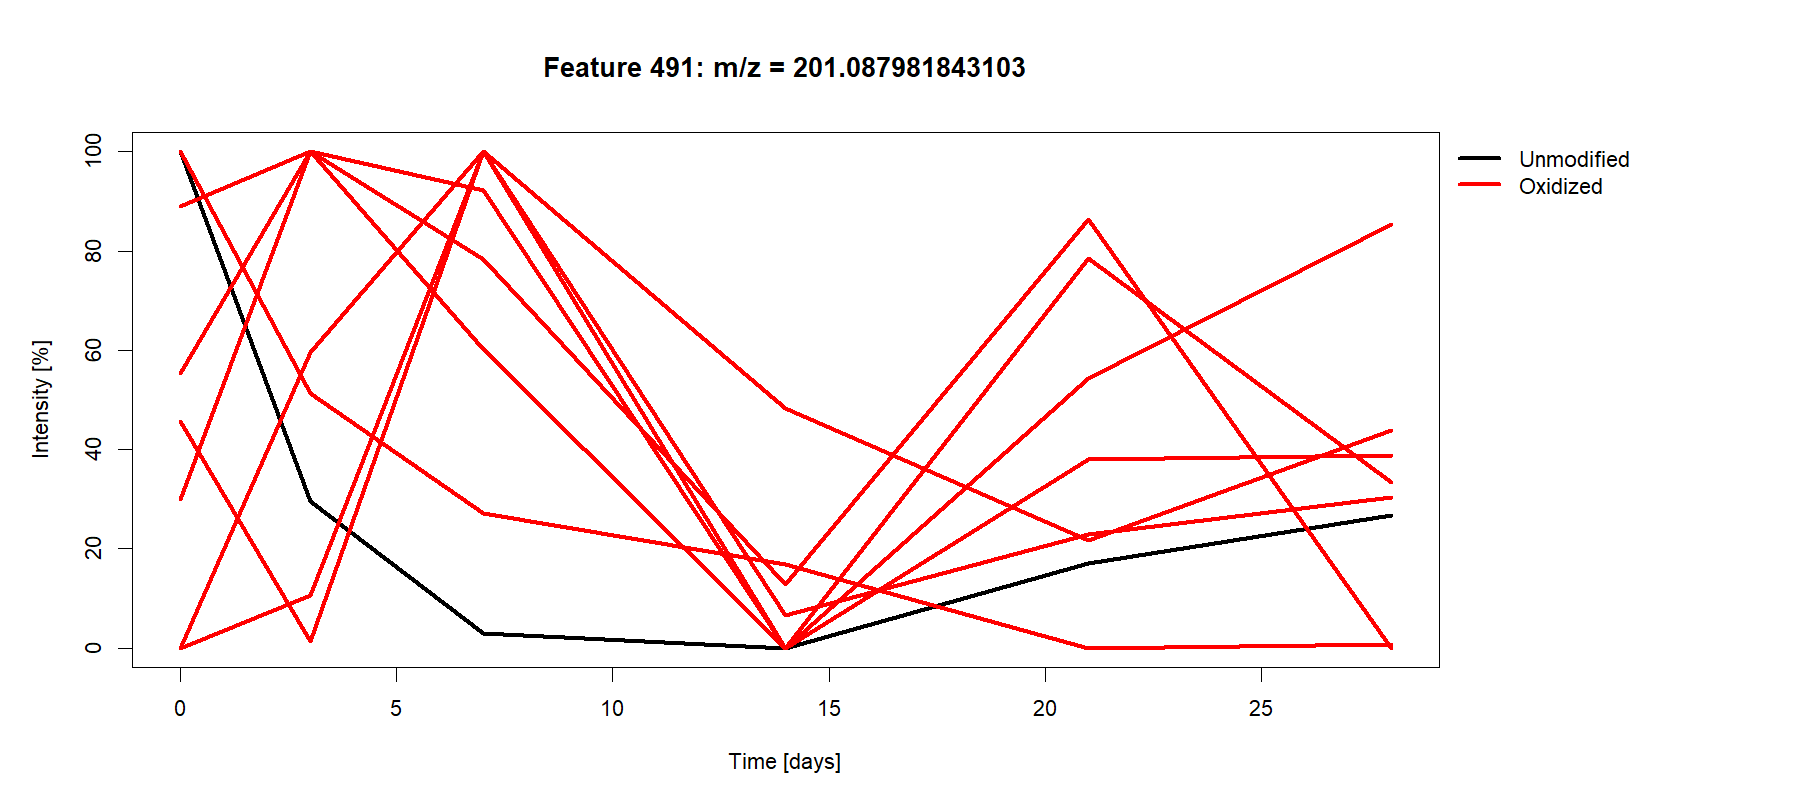 Feature 491: m/z = 201.087981843103
Unmodified
Oxidized
Intensity [%]
100
80
60
40
20
0
0 5 10 15 20 25
Time [days]